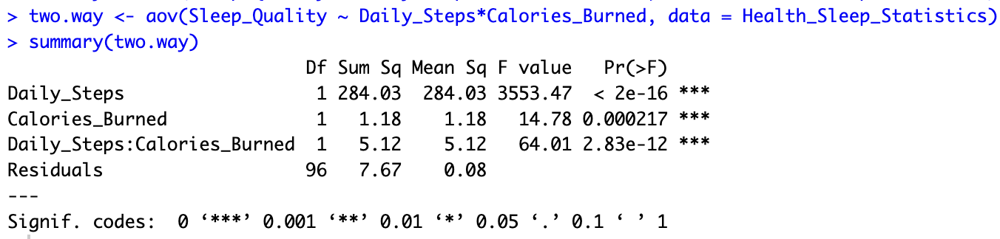 > two.way <- aov(Sleep_Quality ~ Daily_Steps*Calories_Burned, data = Health_Sleep_Statistics)
> summary(two.way)
                            Df Sum Sq Mean Sq F value   Pr(>F)    
Daily_Steps                  1 284.03  284.03 3553.47  < 2e-16 ***
Calories_Burned              1   1.18    1.18   14.78 0.000217 ***
Daily_Steps:Calories_Burned  1   5.12    5.12   64.01 2.83e-12 ***
Residuals                   96   7.67    0.08
---
Signif. codes:  0 ‘***’ 0.001 ‘**’ 0.01 ‘*’ 0.05 ‘.’ 0.1 ‘ ’ 1